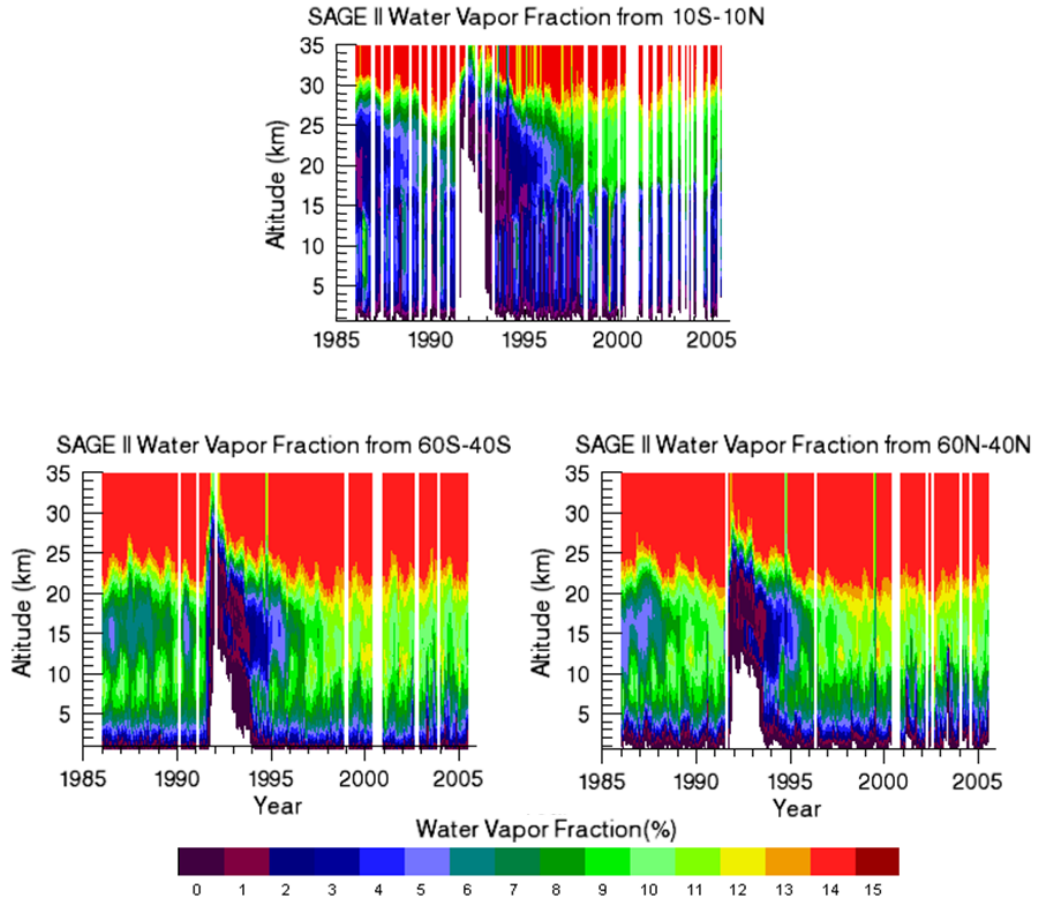 SAGE II Water Vapor Fraction from 10S-10N
35
30
25
20
15
10
5
Altitude (km)
1985 1990 1995 2000 2005
SAGE II Water Vapor Fraction from 60S-40S
35
30
25
20
15
10
5
Altitude (km)
1985 1990 1995 2000 2005
Year
SAGE II Water Vapor Fraction from 60N-40N
35
30
25
20
15
10
5
Altitude (km)
1985 1990 1995 2000 2005
Year
Water Vapor Fraction(%)
0 1 2 3 4 5 6 7 8 9 10 11 12 13 14 15